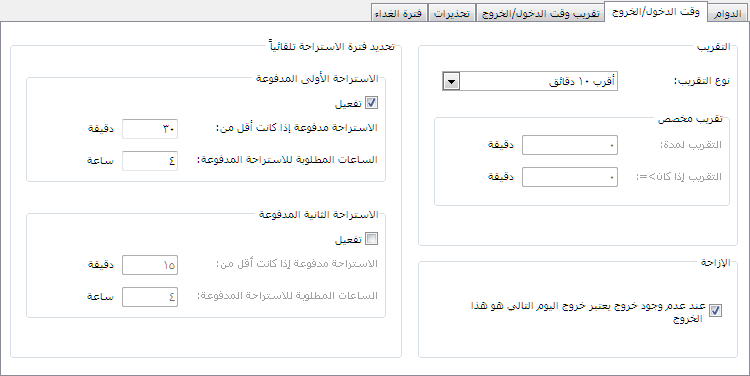 الدوام
وقت الدخول/الخروج
تقريب وقت الدخول/الخروج
تحذيرات
فترة الغداء
التقريب
نوع التقريب:
أقرب ١٠ دقائق
تقريب مخصص
التقريب لمدة:
٠
دقيقة
التقريب إذا كان>=:
٠
دقيقة
الإزاحة
عند عدم وجود خروج يعتبر خروج اليوم التالي هو هذا
الخروج
تحديد فترة الاستراحة تلقائياً
الاستراحة الأولى المدفوعة
تفعيل
الاستراحة مدفوعة إذا كانت أقل من:
٣٠
دقيقة
الساعات المطلوبة للاستراحة المدفوعة:
٤
ساعة
الاستراحة الثانية المدفوعة
تفعيل
الاستراحة مدفوعة إذا كانت أقل من:
١٥
دقيقة
الساعات المطلوبة للاستراحة المدفوعة:
٤
ساعة